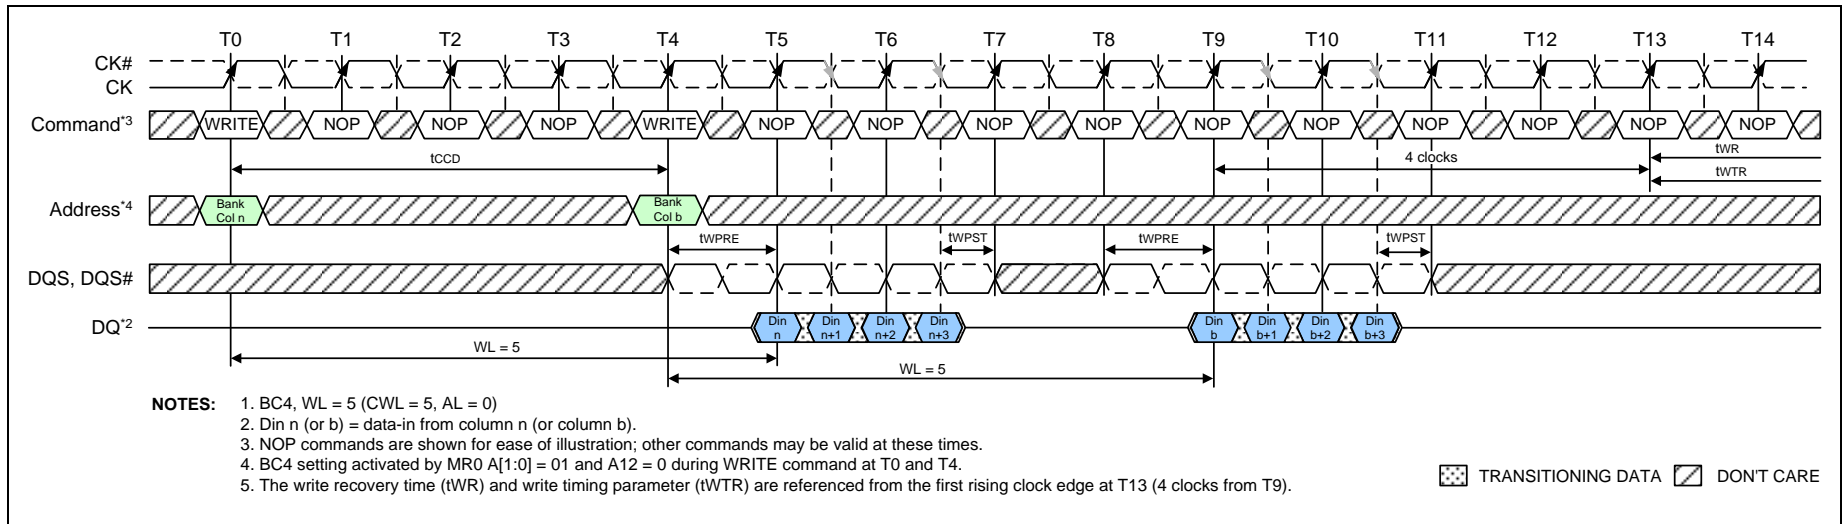 T0 T1 T2 T3 T4 T5 T6 T7 T8 T9 T10 T11 T12 T13 T14
CK#
CK
Command*3 WRITE NOP NOP NOP WRITE NOP NOP NOP NOP NOP NOP NOP NOP NOP NOP
tCCD 4 clocks tWR
tWTR
Address*4 Bank Col n Bank Col b
tWPRE tWPST tWPRE tWPST
DQS, DQS#
DQ*2 Din n Din n+1 Din n+2 Din n+3 Din b Din b+1 Din b+2 Din b+3
WL = 5
WL = 5
NOTES: 1. BC4, WL = 5 (CWL = 5, AL = 0)
2. Din n (or b) = data-in from column n (or column b).
3. NOP commands are shown for ease of illustration; other commands may be valid at these times.
4. BC4 setting activated by MR0 A[1:0] = 01 and A12 = 0 during WRITE command at T0 and T4.
5. The write recovery time (tWR) and write timing parameter (tWTR) are referenced from the first rising clock edge at T13 (4 clocks from T9).
TRANSITIONING DATA DON'T CARE